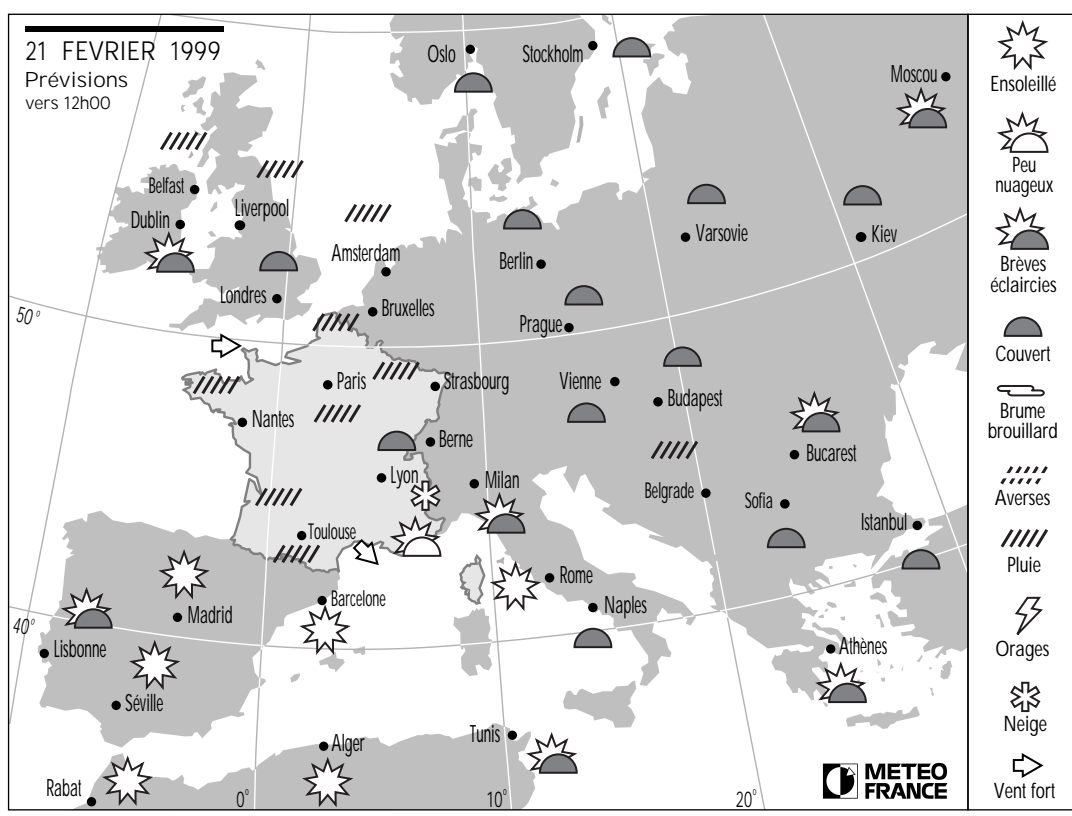 21 FEVRIER 1999
Prévisions
vers 12h00
Oslo
Stockholm
Moscou
Belfast
Dublin
Liverpool
Amsterdam
Berlin
Varsovie
Kiev
Londres
Bruxelles
50°
Prague
Paris
Strasbourg
Vienne
Budapest
Nantes
Berne
Bucarest
Lyon
Milan
Belgrade
Sofia
Istanbul
Toulouse
Rome
Barcelone
Naples
Madrid
40°
Lisbonne
Athènes
Séville
Tunis
Alger
Rabat
0°
10°
20°
METEO
FRANCE
Ensoleillé
Peu
nuageux
Brèves
éclaircies
Couvert
Brume
brouillard
Averses
Pluie
Orages
Neige
Vent fort